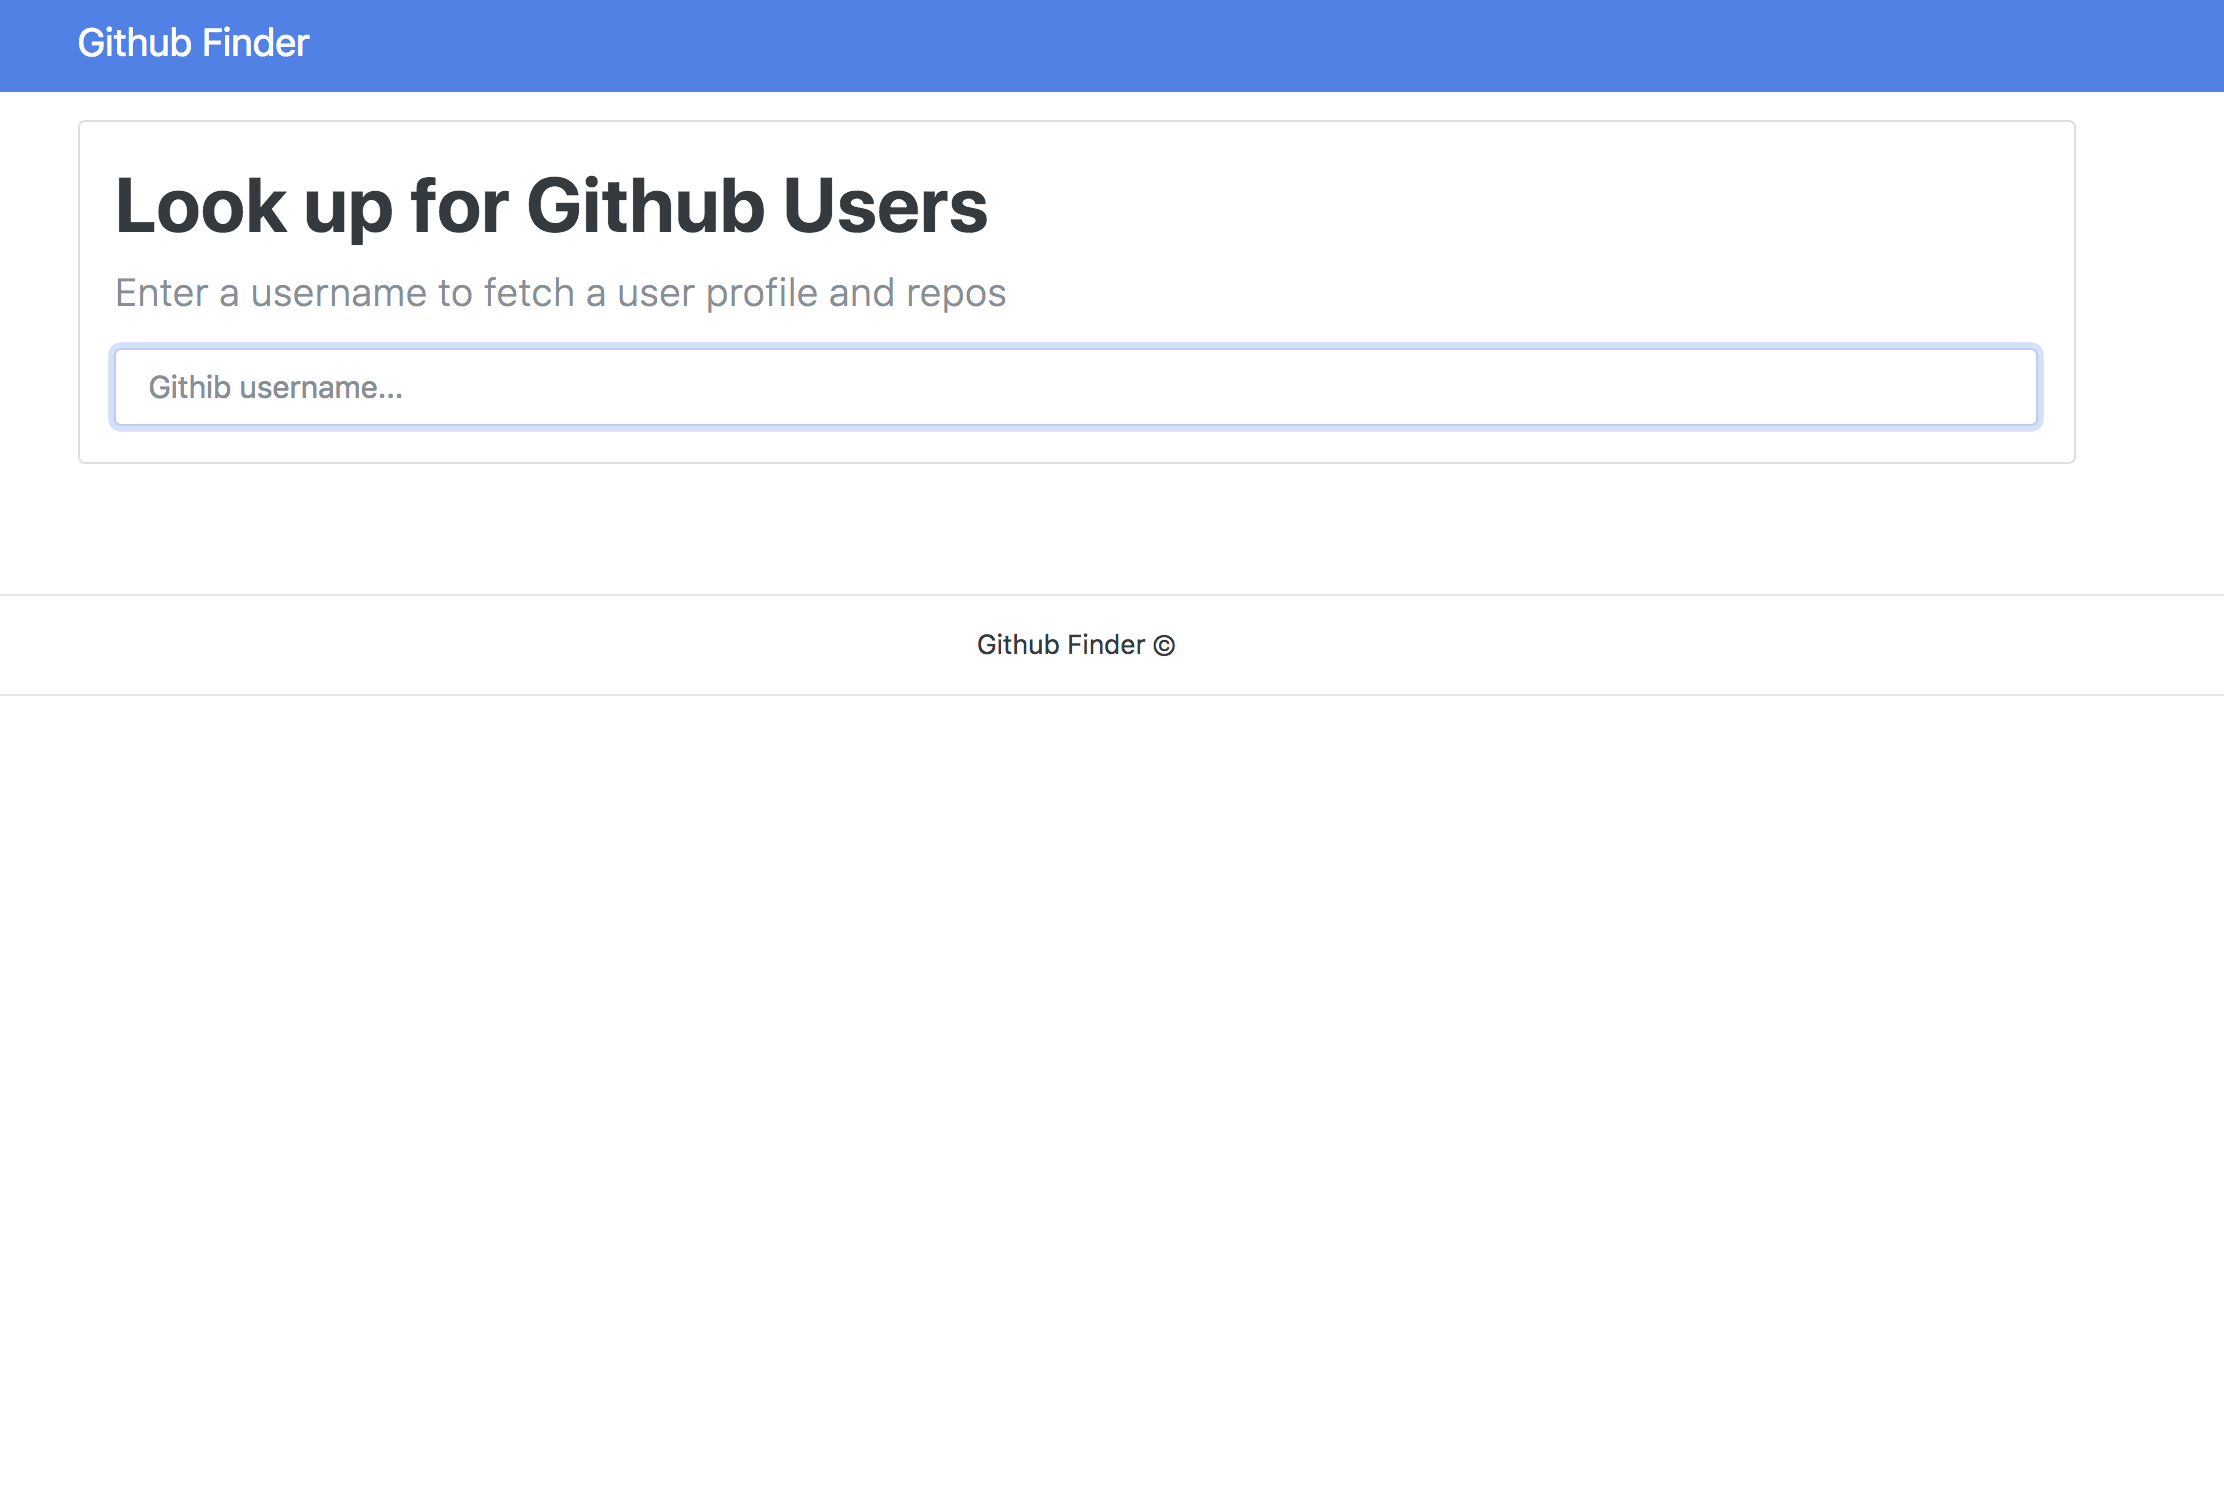 Github Finder
Look up for Github Users
Enter a username to fetch a user profile and repos
Githib username...
Github Finder ©